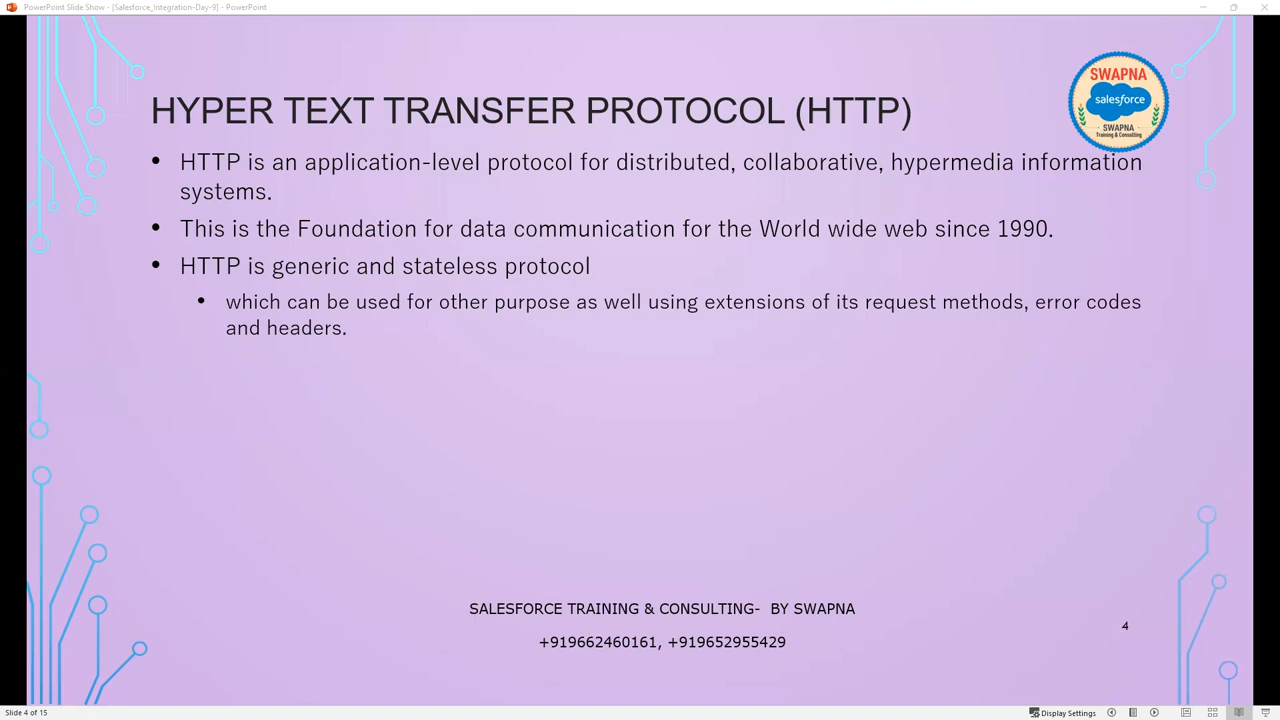 PowerPoint Slide Show - [Salesforce_Integration-Day-9] - PowerPoint
HYPER TEXT TRANSFER PROTOCOL (HTTP)
SWAPNA
salesforce
SWAPNA
Training & Consulting
• HTTP is an application-level protocol for distributed, collaborative, hypermedia information
systems.
• This is the Foundation for data communication for the World wide web since 1990.
• HTTP is generic and stateless protocol
• which can be used for other purpose as well using extensions of its request methods, error codes
and headers.
SALESFORCE TRAINING & CONSULTING- BY SWAPNA
4
+919662460161, +919652955429
Slide 4 of 15
Display Settings